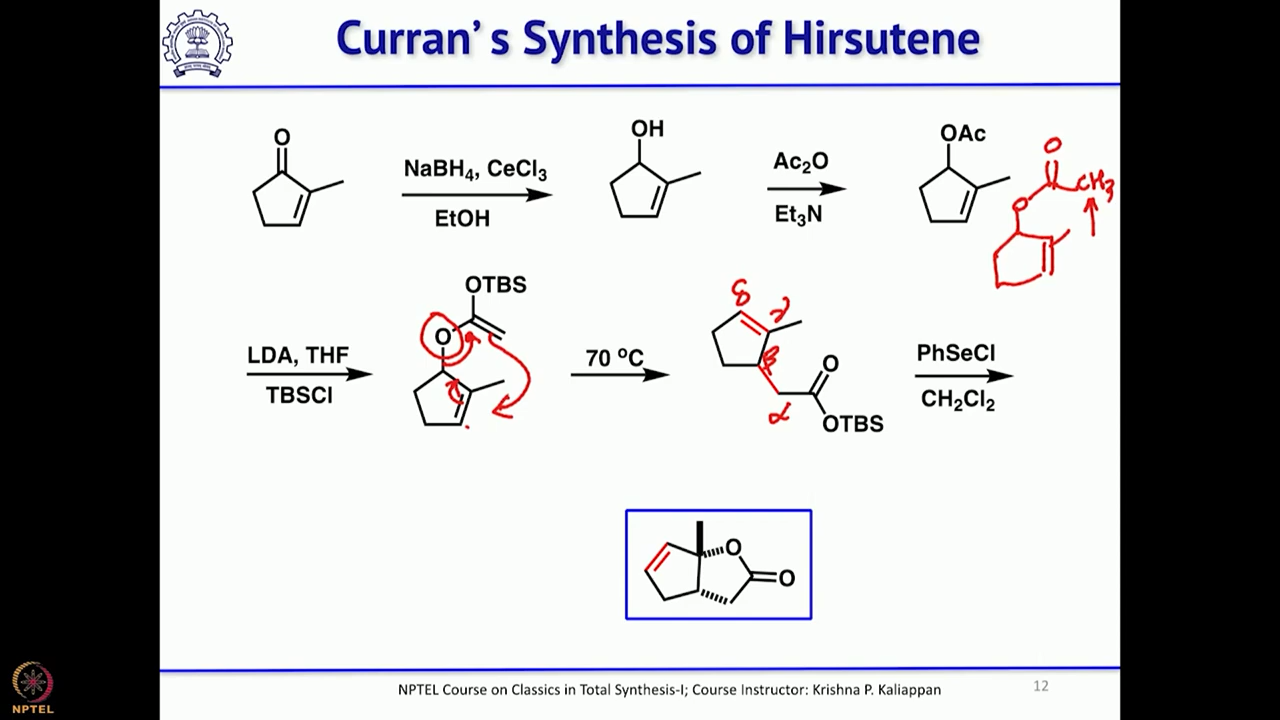 Curran's Synthesis of Hirsutene
O
NaBH4, CeCl3
EtOH
OH
Ac2O
Et3N
OAc
O
O
CH3
LDA, THF
TBSCl
OTBS
O
70 °C
δ
γ
β
α
O
OTBS
PhSeCl
CH2Cl2
O
O
NPTEL
NPTEL Course on Classics in Total Synthesis-I; Course Instructor: Krishna P. Kaliappan
12